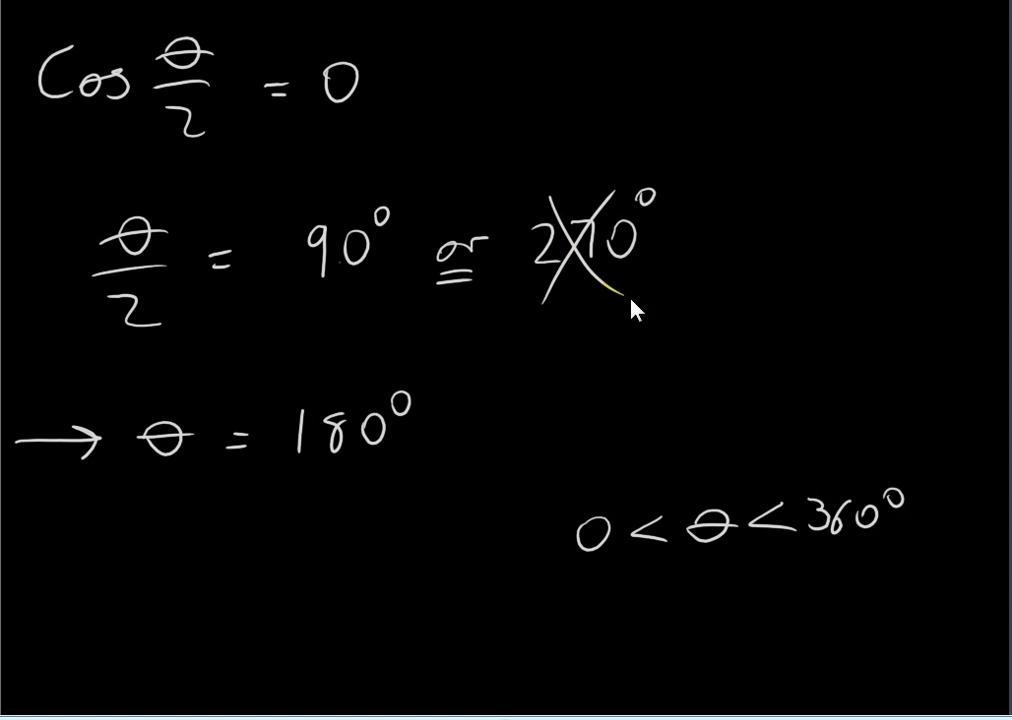 Cos θ/2 = 0
θ/2 = 90° or 270°
→ θ = 180°
0 < θ < 360°